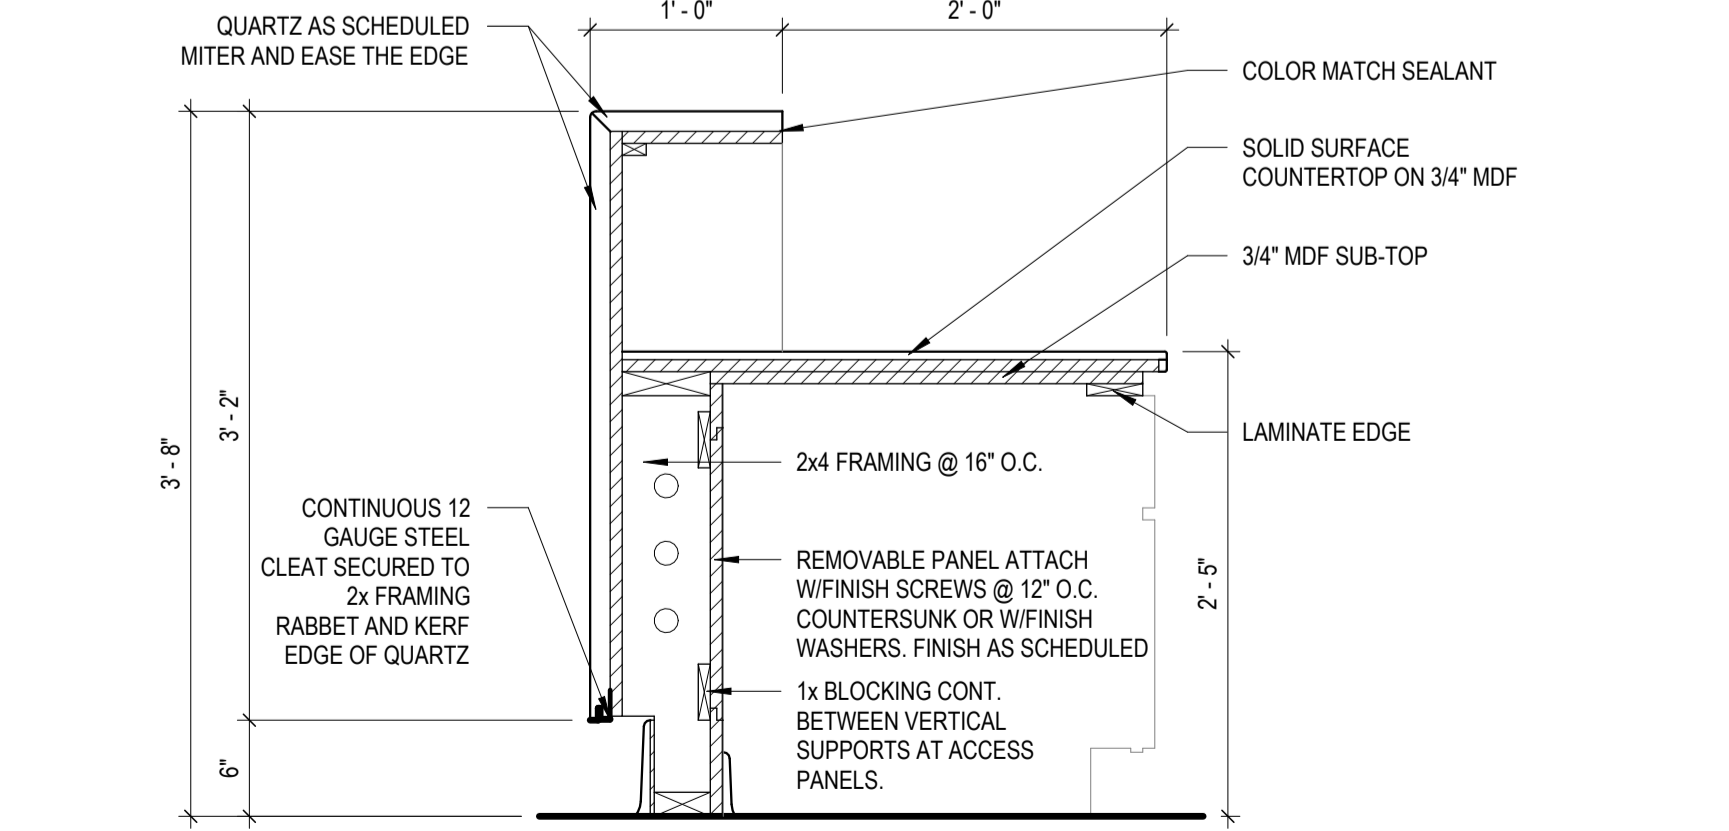 1' - 0"
2' - 0"
QUARTZ AS SCHEDULED
MITER AND EASE THE EDGE
COLOR MATCH SEALANT
SOLID SURFACE
COUNTERTOP ON 3/4" MDF
3/4" MDF SUB-TOP
LAMINATE EDGE
3' - 8"
3' - 2"
6"
2' - 5"
2x4 FRAMING @ 16" O.C.
CONTINUOUS 12
GAUGE STEEL
CLEAT SECURED TO
2x FRAMING
RABBET AND KERF
EDGE OF QUARTZ
REMOVABLE PANEL ATTACH
W/FINISH SCREWS @ 12" O.C.
COUNTERSUNK OR W/FINISH
WASHERS. FINISH AS SCHEDULED
1x BLOCKING CONT.
BETWEEN VERTICAL
SUPPORTS AT ACCESS
PANELS.